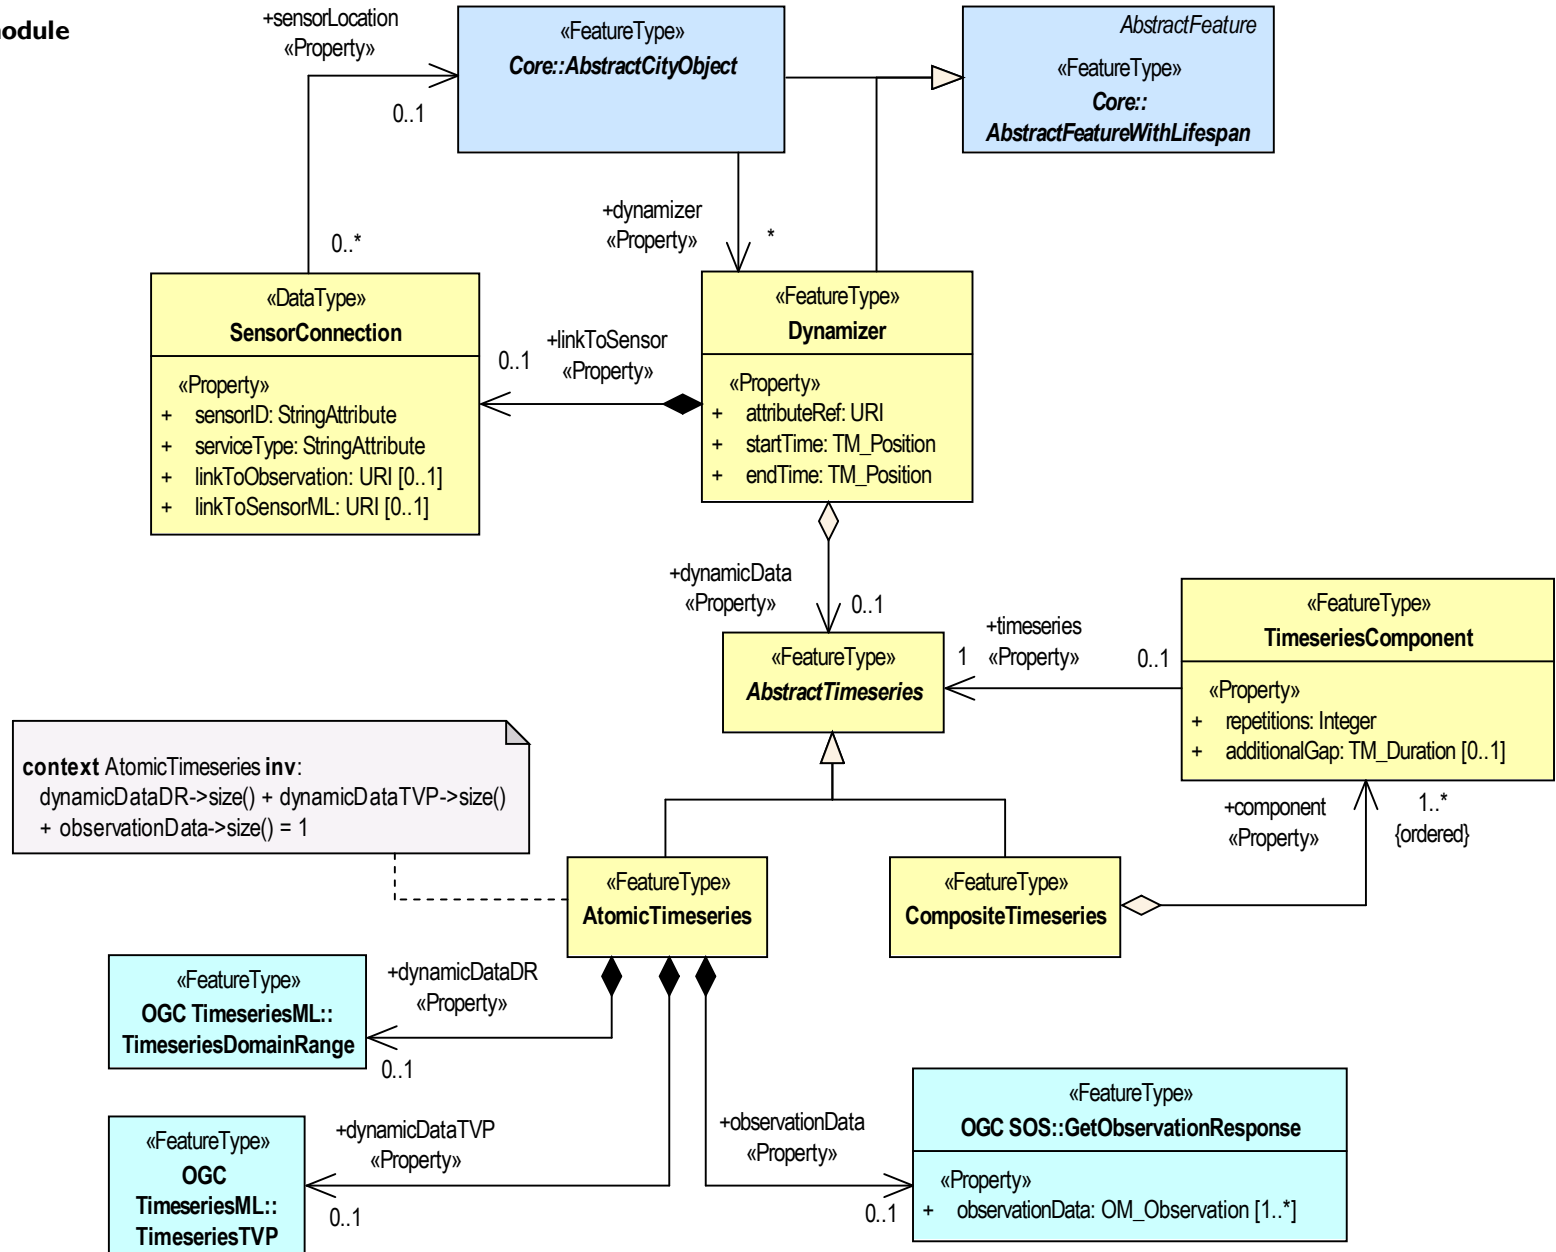 odule
+sensorLocation
«Property»
0..1
«FeatureType»
Core::AbstractCityObject
AbstractFeature
«FeatureType»
Core::
AbstractFeatureWithLifespan
+dynamizer
«Property»
*
0..*
«DataType»
SensorConnection
«Property»
+ sensorID: StringAttribute
+ serviceType: StringAttribute
+ linkToObservation: URI [0..1]
+ linkToSensorML: URI [0..1]
+linkToSensor
«Property»
0..1
«FeatureType»
Dynamizer
«Property»
+ attributeRef: URI
+ startTime: TM_Position
+ endTime: TM_Position
+dynamicData
«Property»
0..1
«FeatureType»
AbstractTimeseries
+timeseries
«Property»
1
0..1
«FeatureType»
TimeseriesComponent
«Property»
+ repetitions: Integer
+ additionalGap: TM_Duration [0..1]
context AtomicTimeseries inv:
dynamicDataDR->size() + dynamicDataTVP->size()
+ observationData->size() = 1
+component
«Property»
1..*
{ordered}
«FeatureType»
AtomicTimeseries
«FeatureType»
CompositeTimeseries
«FeatureType»
OGC TimeseriesML::
TimeseriesDomainRange
+dynamicDataDR
«Property»
0..1
«FeatureType»
OGC
TimeseriesML::
TimeseriesTVP
+dynamicDataTVP
«Property»
0..1
+observationData
«Property»
0..1
«FeatureType»
OGC SOS::GetObservationResponse
«Property»
+ observationData: OM_Observation [1..*]